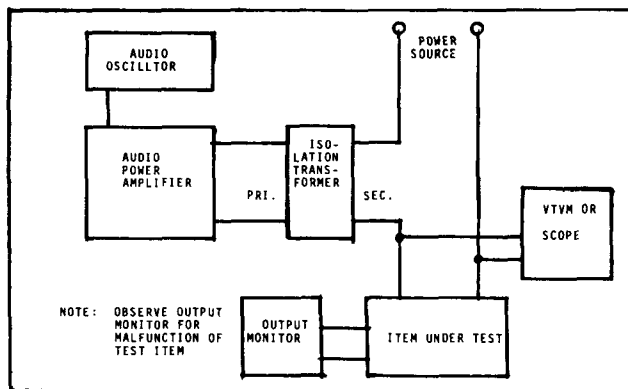 AUDIO
OSCILLTOR
POWER
SOURCE
AUDIO
POWER
AMPLIFIER
PRI.
ISO-
LATION
TRANS-
FORMER
SEC.
VTVM OR
SCOPE
NOTE: OBSERVE OUTPUT
MONITOR FOR
MALFUNCTION OF
TEST ITEM
OUTPUT
MONITOR
ITEM UNDER TEST